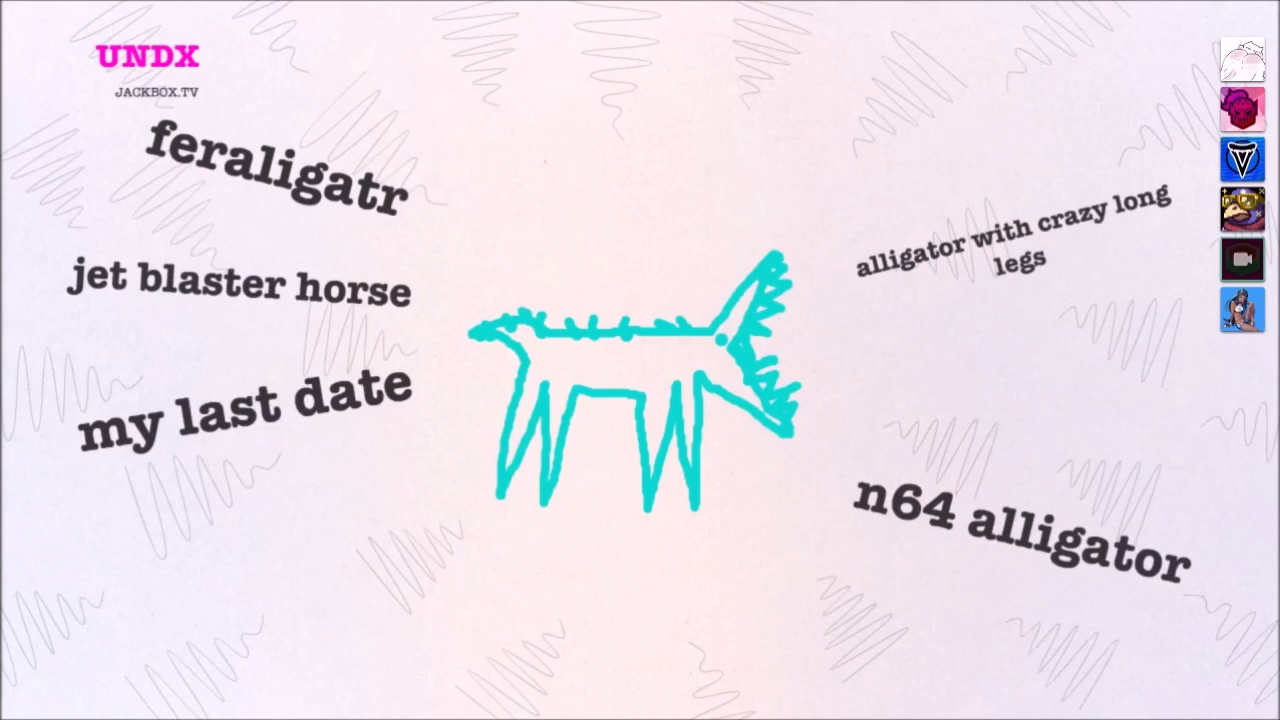 UNDX
JACKBOX.TV
feraligatr
jet blaster horse
my last date
alligator with crazy long
legs
n64 alligator